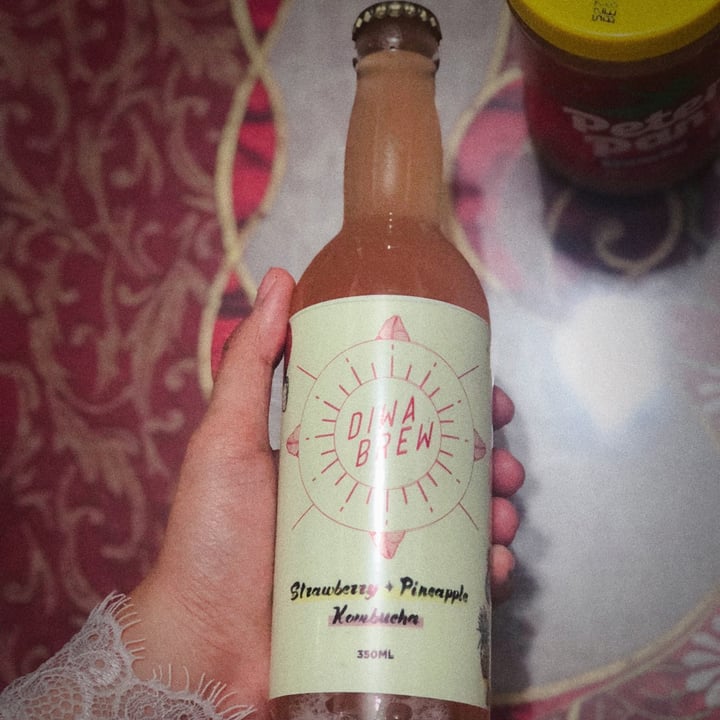 Peter
Pan
DIWA
BREW
Strawberry + Pineapple
Kombucha
350ML